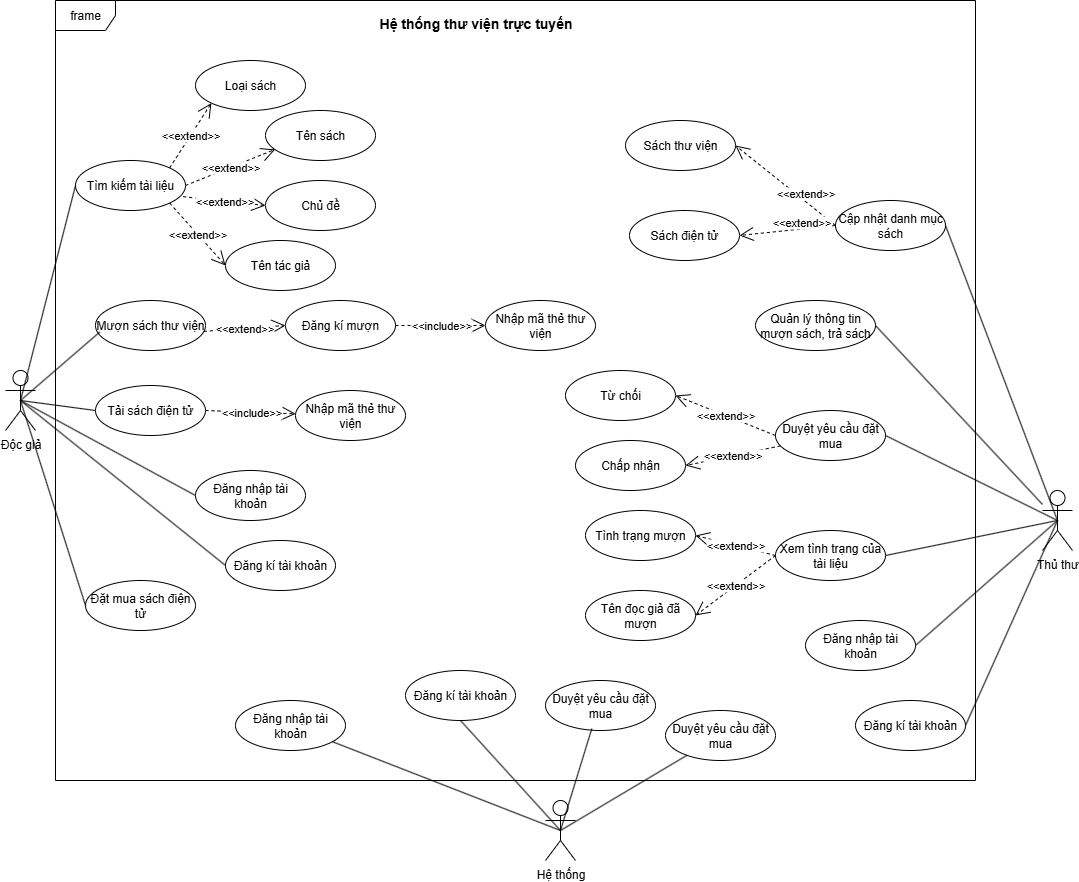 frame
Hệ thống thư viện trực tuyến
Loại sách
<<extend>>
Tên sách
<<extend>>
Tìm kiếm tài liệu
<<extend>>
Chủ đề
<<extend>>
Tên tác giả
Sách thư viện
<<extend>>
Sách điện tử
<<extend>>
Cập nhật danh mục
sách
Mượn sách thư viện
<<extend>>
Đăng kí mượn
<<include>>
Nhập mã thẻ thư
viện
Quản lý thông tin
mượn sách, trả sách
Tải sách điện tử
<<include>>
Nhập mã thẻ thư
viện
Từ chối
<<extend>>
Duyệt yêu cầu đặt
mua
Chấp nhận
<<extend>>
Độc giả
Đăng nhập tài
khoản
Tình trạng mượn
<<extend>>
Xem tình trạng của
tài liệu
<<extend>>
Tên đọc giả đã
mượn
Thủ thư
Đăng kí tài khoản
Đặt mua sách điện
tử
Đăng nhập tài
khoản
Đăng kí tài khoản
Đăng nhập tài
khoản
Đăng kí tài khoản
Duyệt yêu cầu đặt
mua
Duyệt yêu cầu đặt
mua
Hệ thống